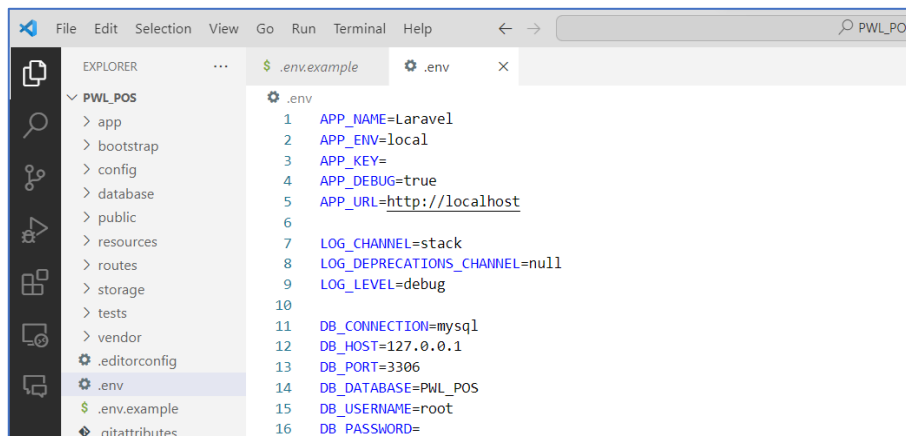 File Edit Selection View Go Run Terminal Help ← → PWL_PO
EXPLORER ···
PWL_POS
app
bootstrap
config
database
public
resources
routes
storage
tests
vendor
.editorconfig
.env
$ .env.example
.gitattributes
$ .env.example
.env ×
.env
1 APP_NAME=Laravel
2 APP_ENV=local
3 APP_KEY=
4 APP_DEBUG=true
5 APP_URL=http://localhost
6
7 LOG_CHANNEL=stack
8 LOG_DEPRECATIONS_CHANNEL=null
9 LOG_LEVEL=debug
10
11 DB_CONNECTION=mysql
12 DB_HOST=127.0.0.1
13 DB_PORT=3306
14 DB_DATABASE=PWL_POS
15 DB_USERNAME=root
16 DB_PASSWORD=